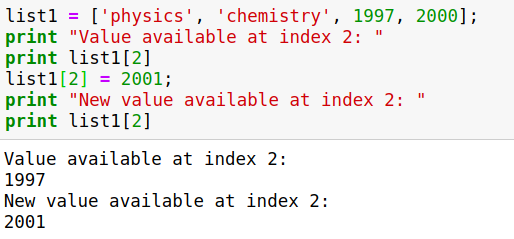 list1 = ['physics', 'chemistry', 1997, 2000];
print "Value available at index 2: "
print list1[2]
list1[2] = 2001;
print "New value available at index 2: "
print list1[2]
Value available at index 2:
1997
New value available at index 2:
2001